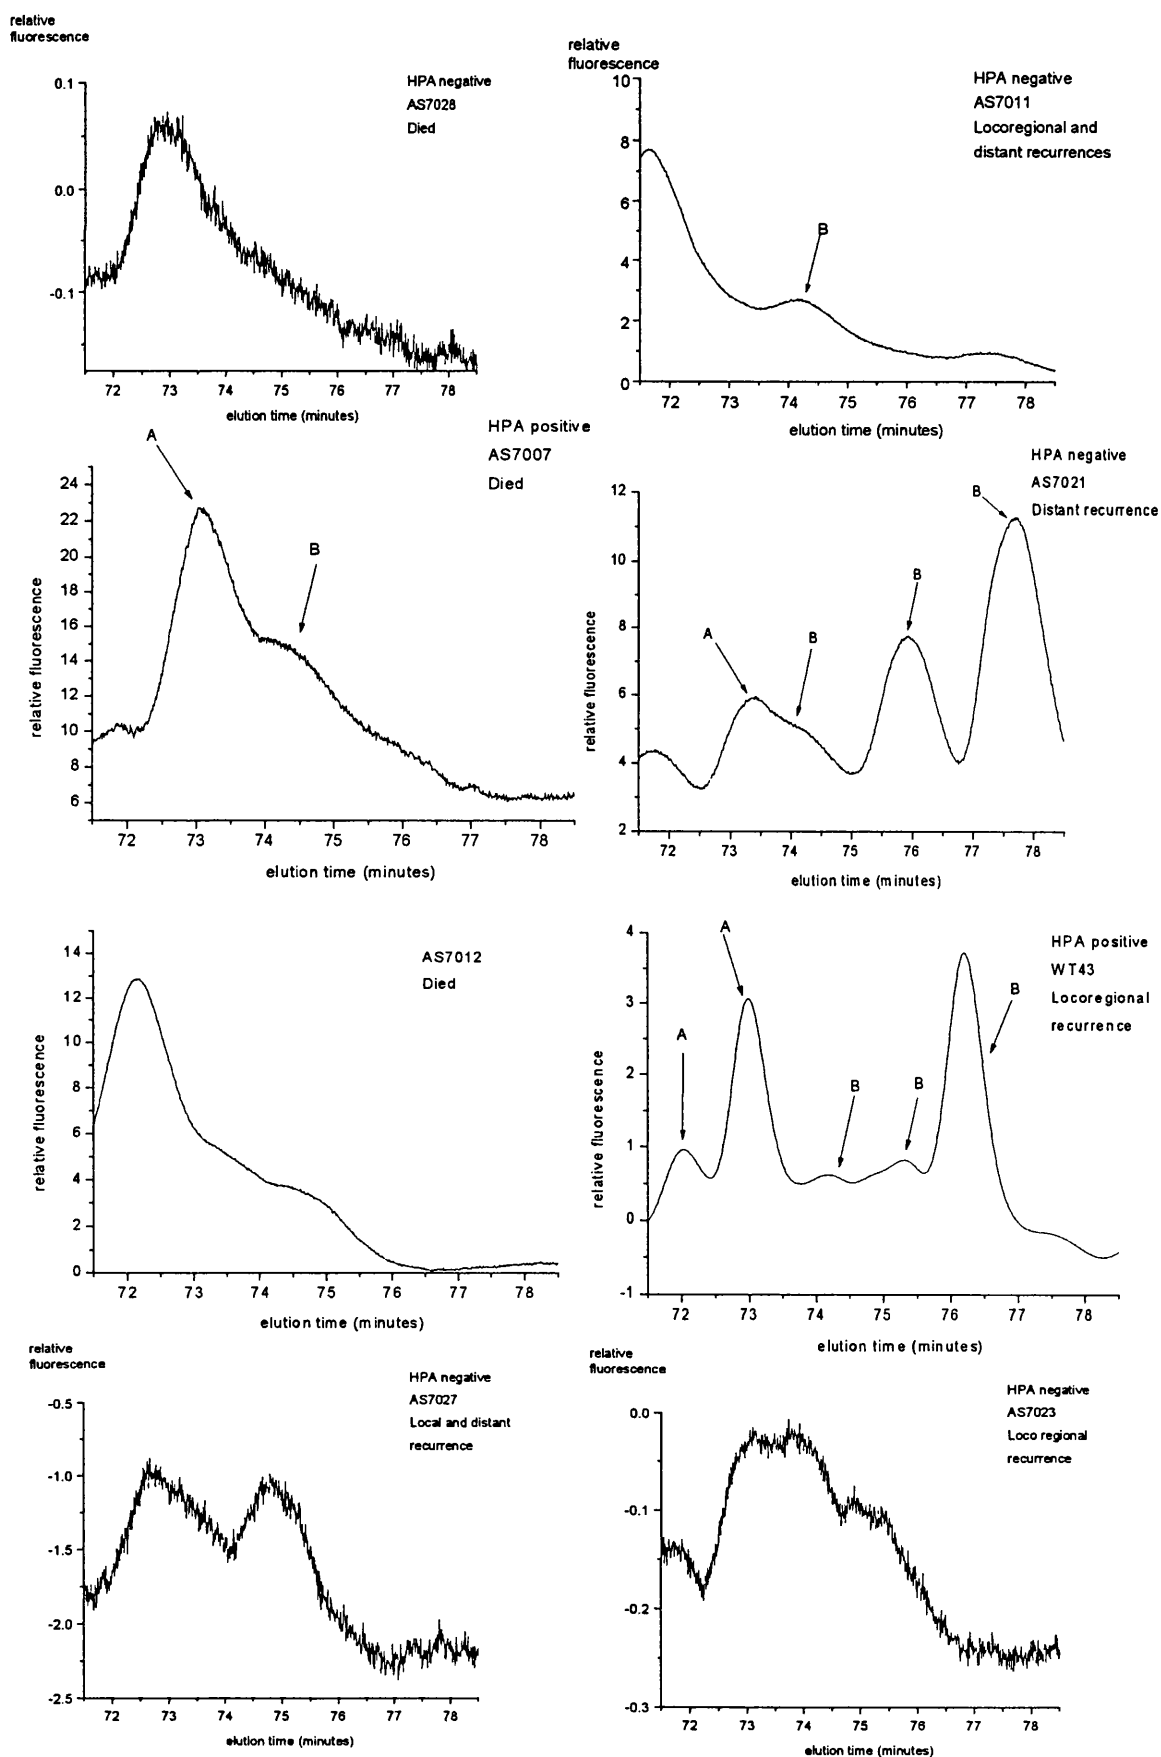 relative
fluorescence
HPA negative
AS7028
Died
0.1
0.0
-0.1
72 73 74 75 76 77 78
elution time (minutes)
relative
fluorescence
HPA negative
AS7011
Locoregional and
distant recurrences
10
8
6
4
2
0
B
72 73 74 75 76 77 78
elution time (minutes)
HPA positive
AS7007
Died
A
B
24
22
20
18
16
14
12
10
8
6
relative fluorescence
72 73 74 75 76 77 78
elution time (minutes)
HPA negative
AS7021
Distant recurrence
A
B
B
B
12
10
8
6
4
2
relative fluorescence
72 73 74 75 76 77 78
elution time (minutes)
AS7012
Died
14
12
10
8
6
4
2
0
relative fluorescence
72 73 74 75 76 77 78
elution time (minutes)
HPA positive
WT43
Locoregional
recurrence
A
A
B
B
B
4
3
2
1
0
-1
relative fluorescence
72 73 74 75 76 77 78
elution time (minutes)
relative
fluorescence
HPA negative
AS7027
Local and distant
recurrence
-0.5
-1.0
-1.5
-2.0
-2.5
72 73 74 75 76 77 78
elution time (minutes)
relative
fluorescence
HPA negative
AS7023
Loco regional
recurrence
0.0
-0.1
-0.2
-0.3
72 73 74 75 76 77 78
elution time (minutes)